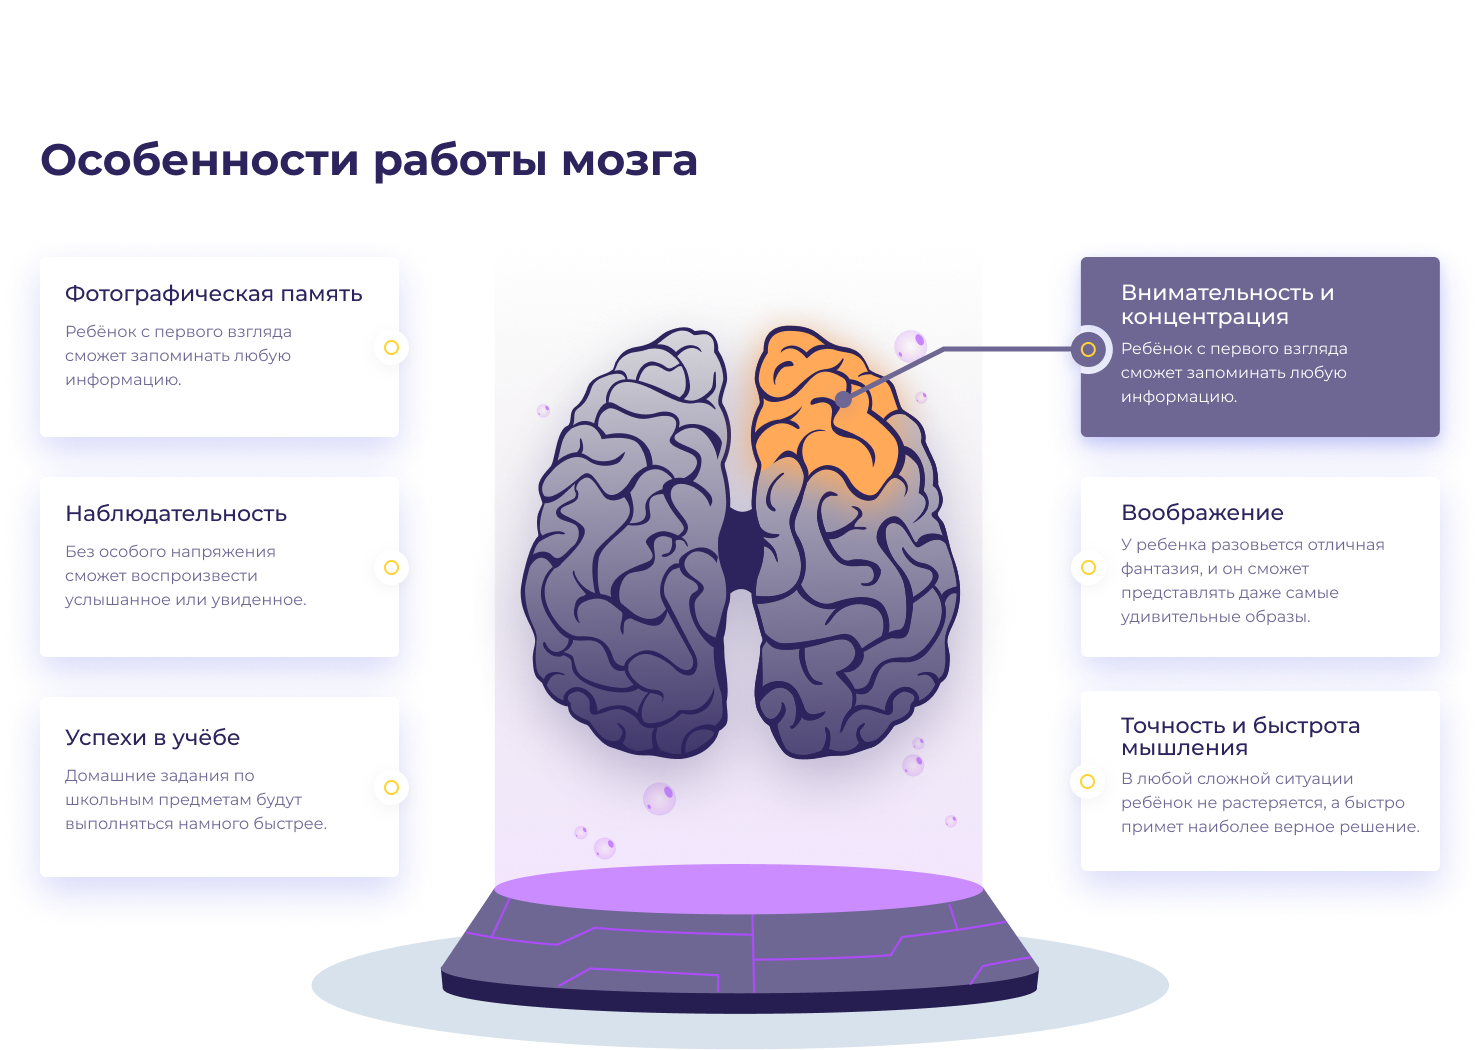 Особенности работы мозга
Фотографическая память
Ребёнок с первого взгляда
сможет запоминать любую
информацию.
Наблюдательность
Без особого напряжения
сможет воспроизвести
услышанное или увиденное.
Успехи в учёбе
Домашние задания по
школьным предметам будут
выполняться намного быстрее.
Внимательность и
концентрация
Ребёнок с первого взгляда
сможет запоминать любую
информацию.
Воображение
У ребенка разовьется отличная
фантазия, и он сможет
представлять даже самые
удивительные образы.
Точность и быстрота
мышления
В любой сложной ситуации
ребёнок не растеряется, а быстро
примет наиболее верное решение.